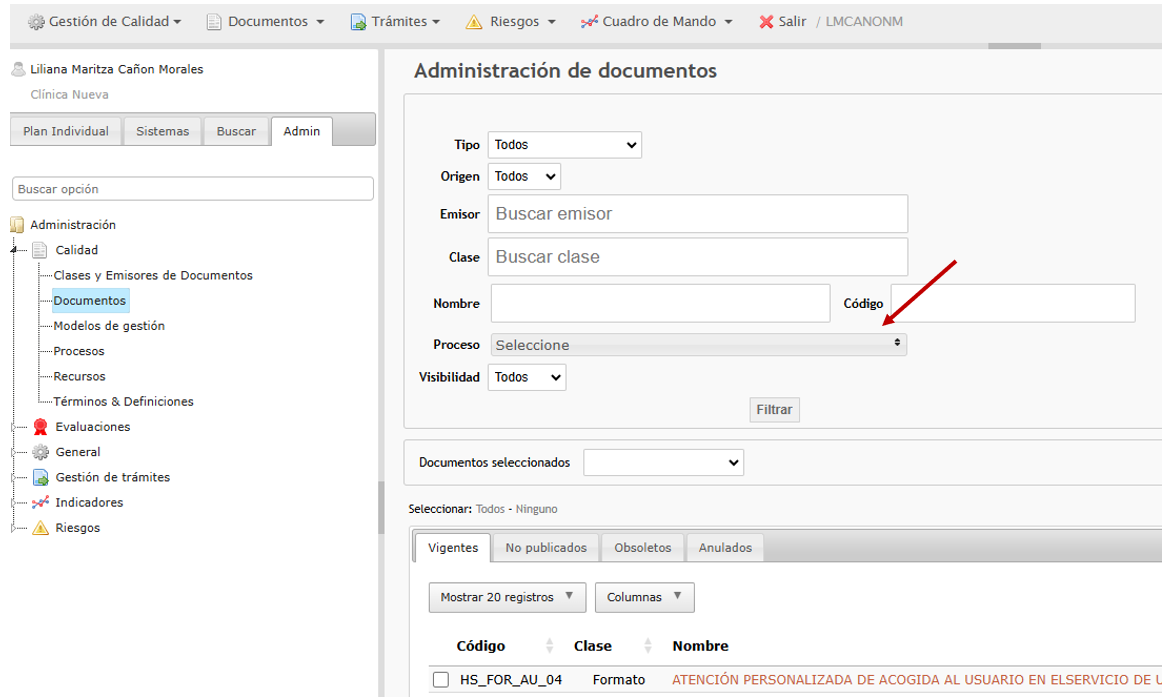 Gestión de Calidad Documentos Trámites Riesgos Cuadro de Mando Salir / LMCANONM
Liliana Maritza Cañon Morales
Clínica Nueva
Plan Individual Sistemas Buscar Admin
Buscar opción
Administración
Calidad
Clases y Emisores de Documentos
Documentos
Modelos de gestión
Procesos
Recursos
Términos & Definiciones
Evaluaciones
General
Gestión de trámites
Indicadores
Riesgos
Administración de documentos
Tipo Todos
Origen Todos
Emisor Buscar emisor
Clase Buscar clase
Nombre Código
Proceso Seleccione
Visibilidad Todos
Filtrar
Documentos seleccionados
Seleccionar: Todos - Ninguno
Vigentes No publicados Obsoletos Anulados
Mostrar 20 registros Columnas
Código Clase Nombre
HS_FOR_AU_04 Formato ATENCIÓN PERSONALIZADA DE ACOGIDA AL USUARIO EN ELSERVICIO DE U